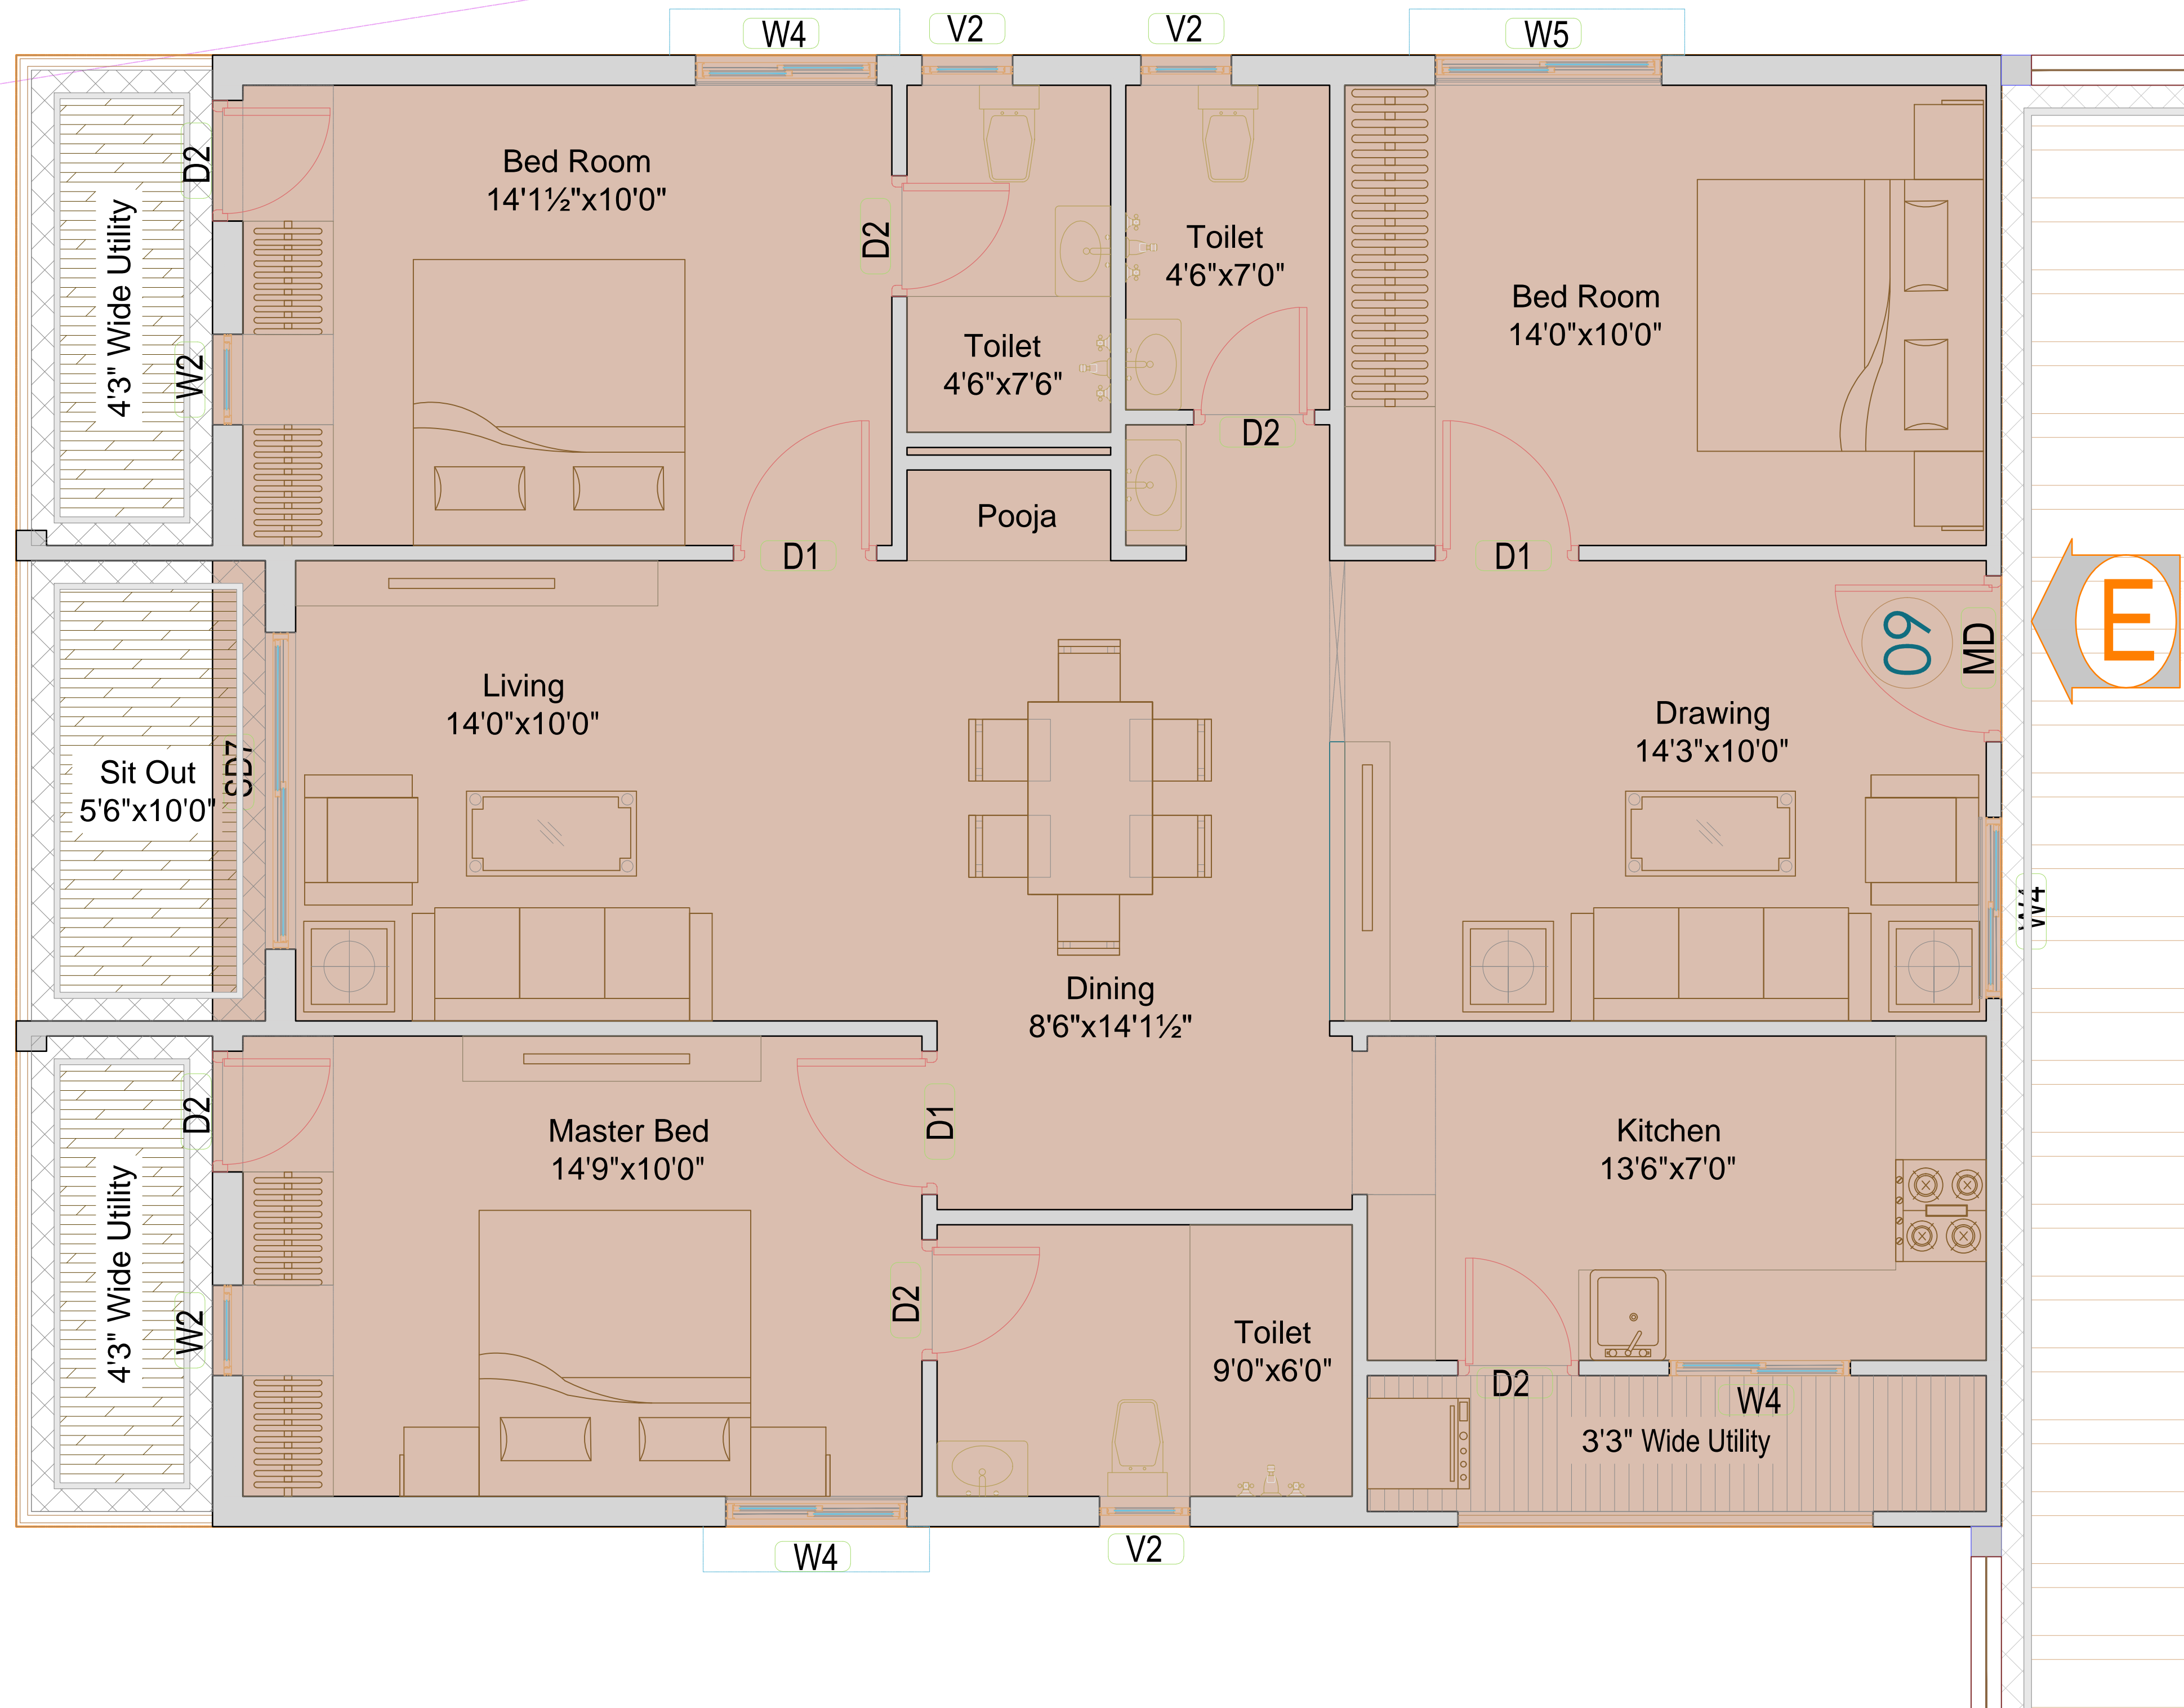 W4
V2
V2
W5
D2
Bed Room
14'1½"x10'0"
4'3" Wide Utility
W2
D2
Toilet
4'6"x7'6"
Toilet
4'6"x7'0"
D2
Bed Room
14'0"x10'0"
Pooja
D1
D1
Living
14'0"x10'0"
Sit Out
5'6"x10'0"
SD7
Drawing
14'3"x10'0"
09
MD
E
W4
Dining
8'6"x14'1½"
D2
Master Bed
14'9"x10'0"
D1
Kitchen
13'6"x7'0"
4'3" Wide Utility
W2
D2
Toilet
9'0"x6'0"
D2
W4
3'3" Wide Utility
W4
V2